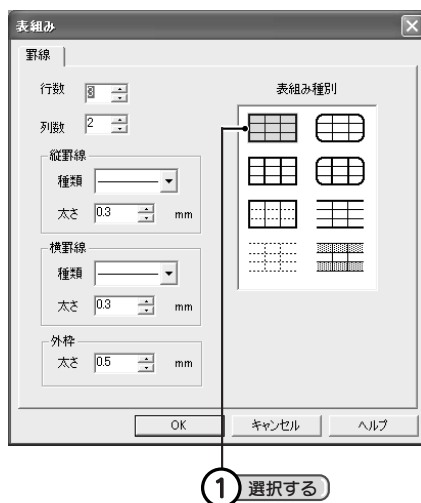 表組み
罫線
行数 3
列数 2
表組み種別
縦罫線
種類
太さ 0.3 mm
横罫線
種類
太さ 0.3 mm
外枠
太さ 0.5 mm
OK キャンセル ヘルプ
1 選択する